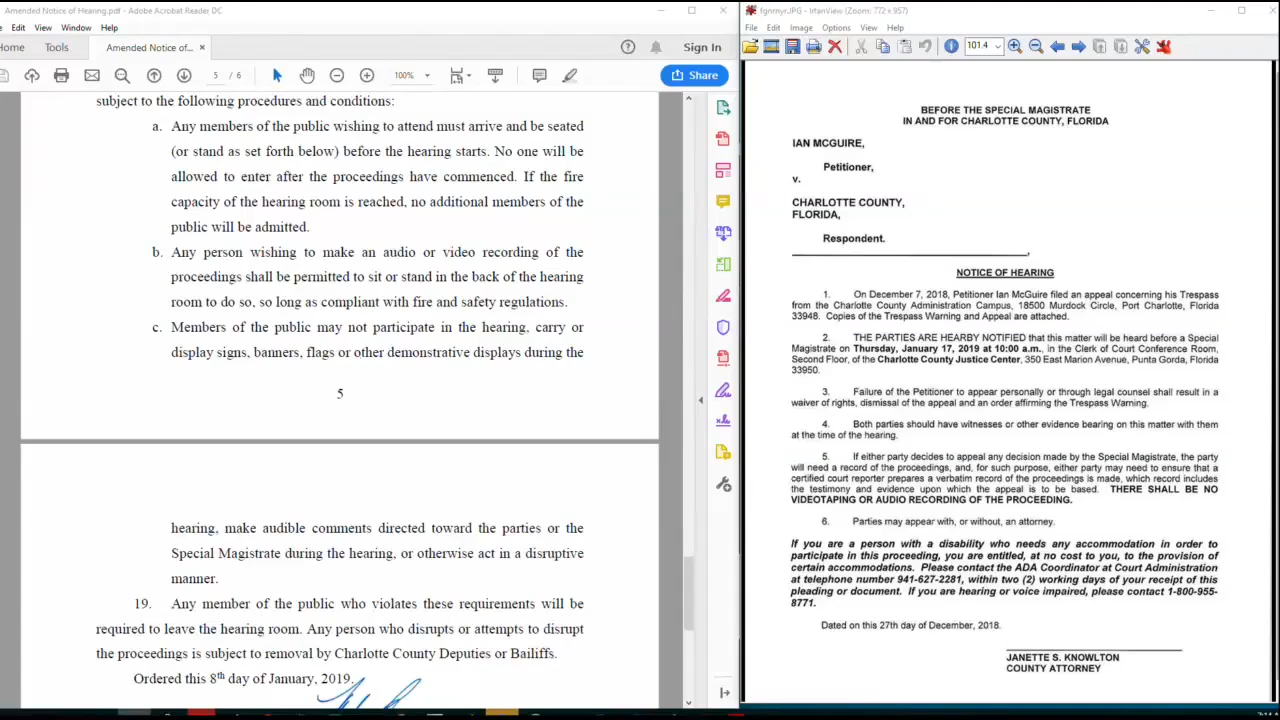 Amended Notice of Hearing.pdf - Adobe Acrobat Reader DC
Edit View Window Help
Home Tools Amended Notice of... × Sign In
5 / 6 100% Share
subject to the following procedures and conditions:
a. Any members of the public wishing to attend must arrive and be seated
(or stand as set forth below) before the hearing starts. No one will be
allowed to enter after the proceedings have commenced. If the fire
capacity of the hearing room is reached, no additional members of the
public will be admitted.
b. Any person wishing to make an audio or video recording of the
proceedings shall be permitted to sit or stand in the back of the hearing
room to do so, so long as compliant with fire and safety regulations.
c. Members of the public may not participate in the hearing, carry or
display signs, banners, flags or other demonstrative displays during the
5
hearing, make audible comments directed toward the parties or the
Special Magistrate during the hearing, or otherwise act in a disruptive
manner.
19. Any member of the public who violates these requirements will be
required to leave the hearing room. Any person who disrupts or attempts to disrupt
the proceedings is subject to removal by Charlotte County Deputies or Bailiffs.
Ordered this 8th day of January, 2019.
fgnrnyr.JPG - IrfanView (Zoom: 772 x 957)
File Edit Image Options View Help
101.4
BEFORE THE SPECIAL MAGISTRATE
IN AND FOR CHARLOTTE COUNTY, FLORIDA
IAN MCGUIRE,
Petitioner,
v.
CHARLOTTE COUNTY,
FLORIDA,
Respondent.
NOTICE OF HEARING
1. On December 7, 2018, Petitioner Ian McGuire filed an appeal concerning his Trespass
from the Charlotte County Administration Campus, 18500 Murdock Circle, Port Charlotte, Florida
33948. Copies of the Trespass Warning and Appeal are attached.
2. THE PARTIES ARE HEARBY NOTIFIED that this matter will be heard before a Special
Magistrate on Thursday, January 17, 2019 at 10:00 a.m., in the Clerk of Court Conference Room,
Second Floor, of the Charlotte County Justice Center, 350 East Marion Avenue, Punta Gorda, Florida
33950.
3. Failure of the Petitioner to appear personally or through legal counsel shall result in a
waiver of rights, dismissal of the appeal and an order affirming the Trespass Warning.
4. Both parties should have witnesses or other evidence bearing on this matter with them
at the time of the hearing.
5. If either party decides to appeal any decision made by the Special Magistrate, the party
will need a record of the proceedings, and, for such purpose, either party may need to ensure that a
certified court reporter prepares a verbatim record of the proceedings is made, which record includes
the testimony and evidence upon which the appeal is to be based. THERE SHALL BE NO
VIDEOTAPING OR AUDIO RECORDING OF THE PROCEEDING.
6. Parties may appear with, or without, an attorney.
If you are a person with a disability who needs any accommodation in order to
participate in this proceeding, you are entitled, at no cost to you, to the provision of
certain accommodations. Please contact the ADA Coordinator at Court Administration
at telephone number 941-627-2281, within two (2) working days of your receipt of this
pleading or document. If you are hearing or voice impaired, please contact 1-800-955-
8771.
Dated on this 27th day of December, 2018.
JANETTE S. KNOWLTON
COUNTY ATTORNEY